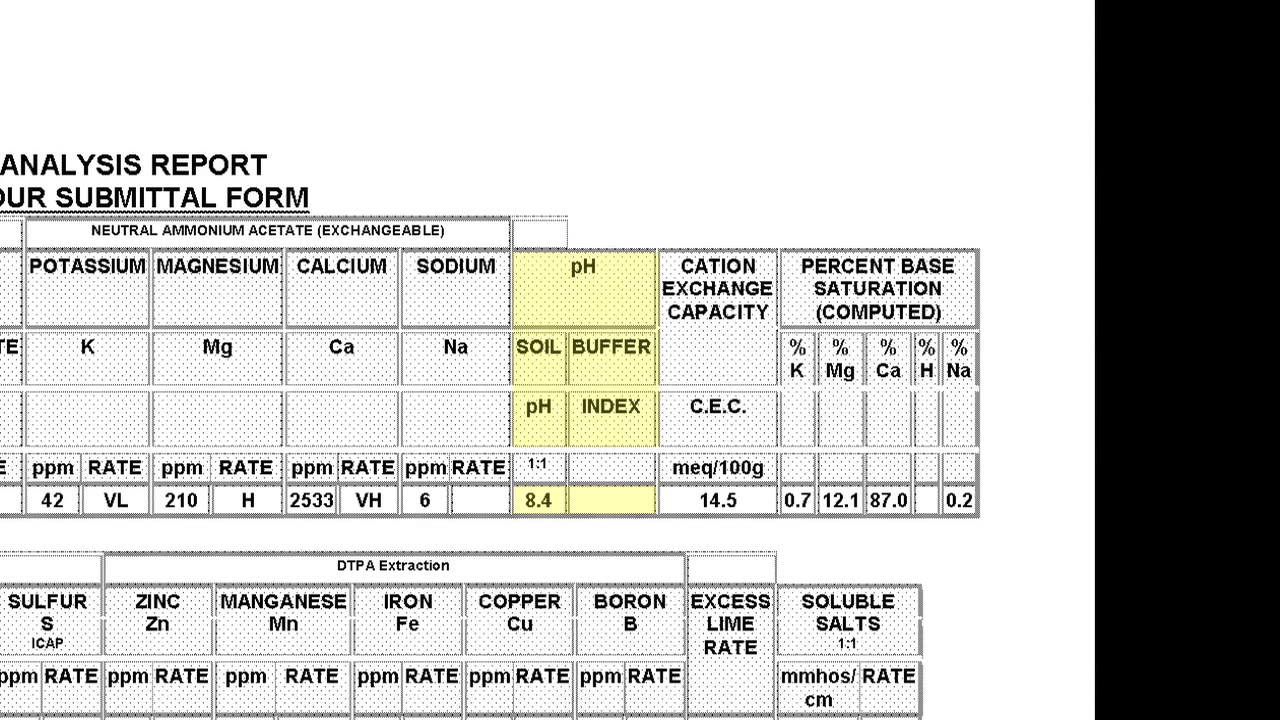 ANALYSIS REPORT
OUR SUBMITTAL FORM
NEUTRAL AMMONIUM ACETATE (EXCHANGEABLE)
POTASSIUM MAGNESIUM CALCIUM SODIUM pH CATION PERCENT BASE
EXCHANGE SATURATION
CAPACITY (COMPUTED)
TE K Mg Ca Na SOIL BUFFER % % % % %
K Mg Ca H Na
pH INDEX C.E.C.
E ppm RATE ppm RATE ppm RATE ppm RATE 1:1 meq/100g
42 VL 210 H 2533 VH 6 8.4 14.5 0.7 12.1 87.0 0.2
DTPA Extraction
SULFUR ZINC MANGANESE IRON COPPER BORON EXCESS SOLUBLE
S Zn Mn Fe Cu B LIME SALTS
ICAP RATE 1:1
ppm RATE ppm RATE ppm RATE ppm RATE ppm RATE ppm RATE mmhos/ RATE
cm